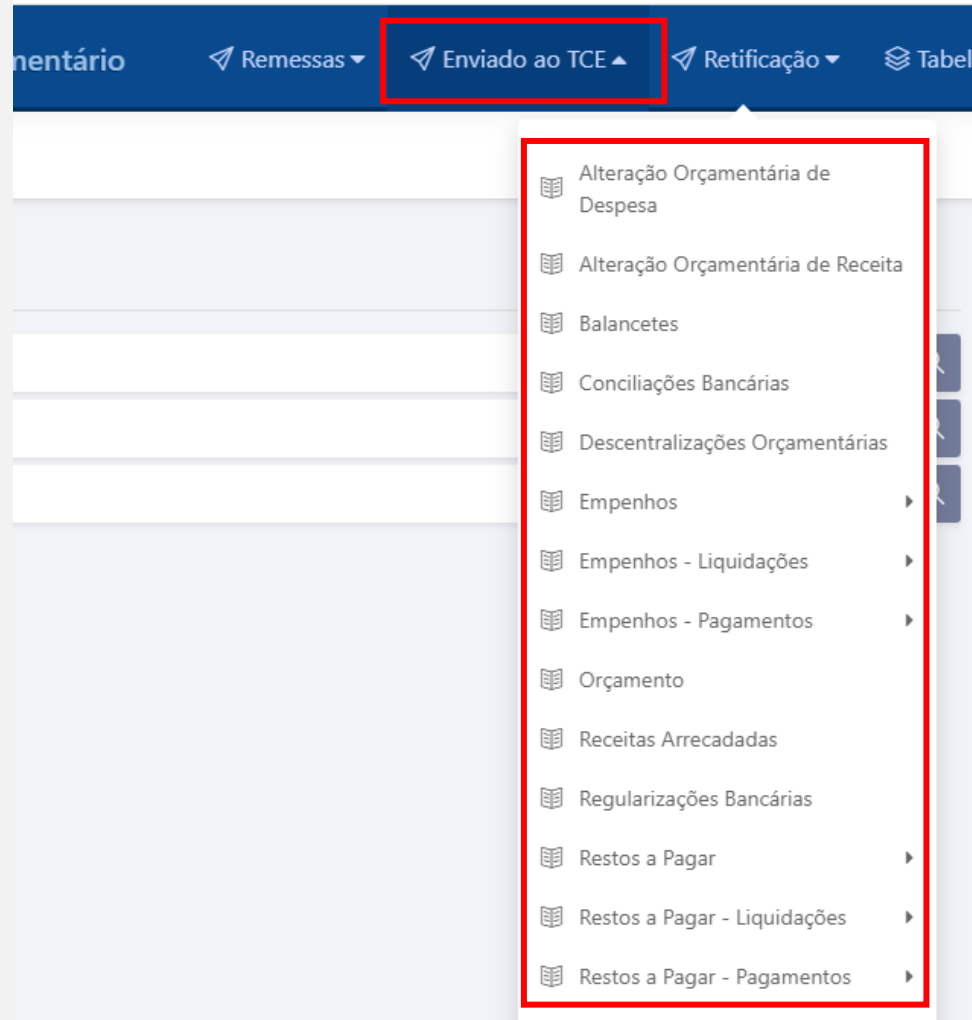 mentário Remessas Enviado ao TCE Retificação Tabel
Alteração Orçamentária de
Despesa
Alteração Orçamentária de Receita
Balancetes
Conciliações Bancárias
Descentralizações Orçamentárias
Empenhos
Empenhos - Liquidações
Empenhos - Pagamentos
Orçamento
Receitas Arrecadadas
Regularizações Bancárias
Restos a Pagar
Restos a Pagar - Liquidações
Restos a Pagar - Pagamentos